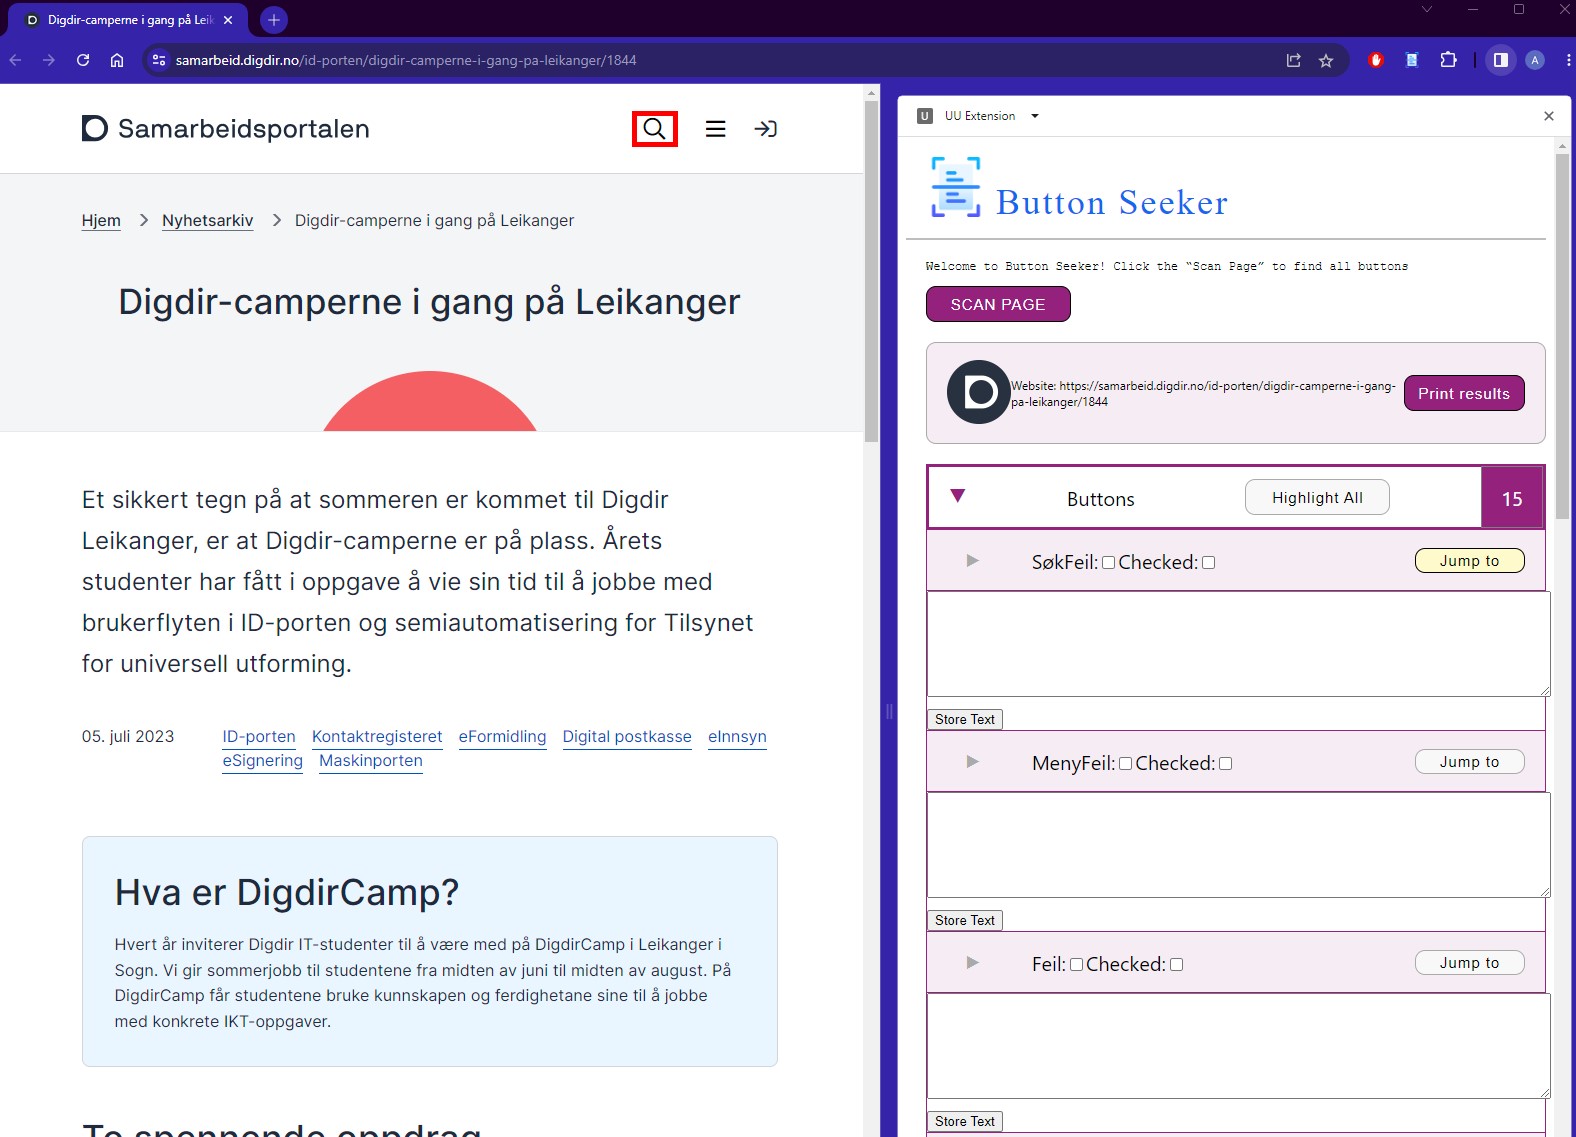 Digdir-camperne i gang på Leik
samarbeid.digdir.no/id-porten/digdir-camperne-i-gang-pa-leikanger/1844
A
Samarbeidsportalen
Hjem
Nyhetsarkiv
Digdir-camperne i gang på Leikanger
Digdir-camperne i gang på Leikanger
Et sikkert tegn på at sommeren er kommet til Digdir
Leikanger, er at Digdir-camperne er på plass. Årets
studenter har fått i oppgave å vie sin tid til å jobbe med
brukerflyten i ID-porten og semiautomatisering for Tilsynet
for universell utforming.
05. juli 2023
ID-porten Kontaktregisteret eFormidling Digital postkasse eInnsyn
eSignering Maskinporten
Hva er DigdirCamp?
Hvert år inviterer Digdir IT-studenter til å være med på DigdirCamp i Leikanger i
Sogn. Vi gir sommerjobb til studentene fra midten av juni til midten av august. På
DigdirCamp får studentene bruke kunnskapen og ferdighetane sine til å jobbe
med konkrete IKT-oppgaver.
To spennende oppdrag
U UU Extension
Button Seeker
Welcome to Button Seeker! Click the “Scan Page” to find all buttons
SCAN PAGE
Website: https://samarbeid.digdir.no/id-porten/digdir-camperne-i-gang-
pa-leikanger/1844
Print results
Buttons
Highlight All
15
SøkFeil: Checked:
Jump to
Store Text
MenyFeil: Checked:
Jump to
Store Text
Feil: Checked:
Jump to
Store Text